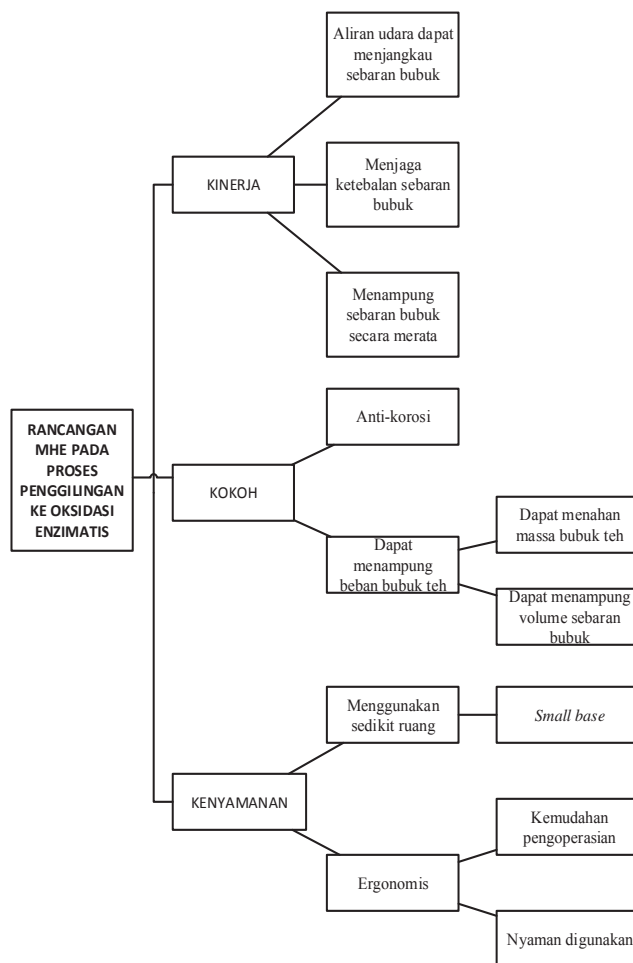 Aliran udara dapat
menjangkau
sebaran bubuk
KINERJA
Menjaga
ketebalan sebaran
bubuk
Menampung
sebaran bubuk
secara merata
RANCANGAN
MHE PADA
PROSES
PENGGILINGAN
KE OKSIDASI
ENZIMATIS
Anti-korosi
KOKOH
Dapat
menampung
beban bubuk teh
Dapat menahan
massa bubuk teh
Dapat menampung
volume sebaran
bubuk
Menggunakan
sedikit ruang
Small base
KENYAMANAN
Kemudahan
pengoperasian
Ergonomis
Nyaman digunakan